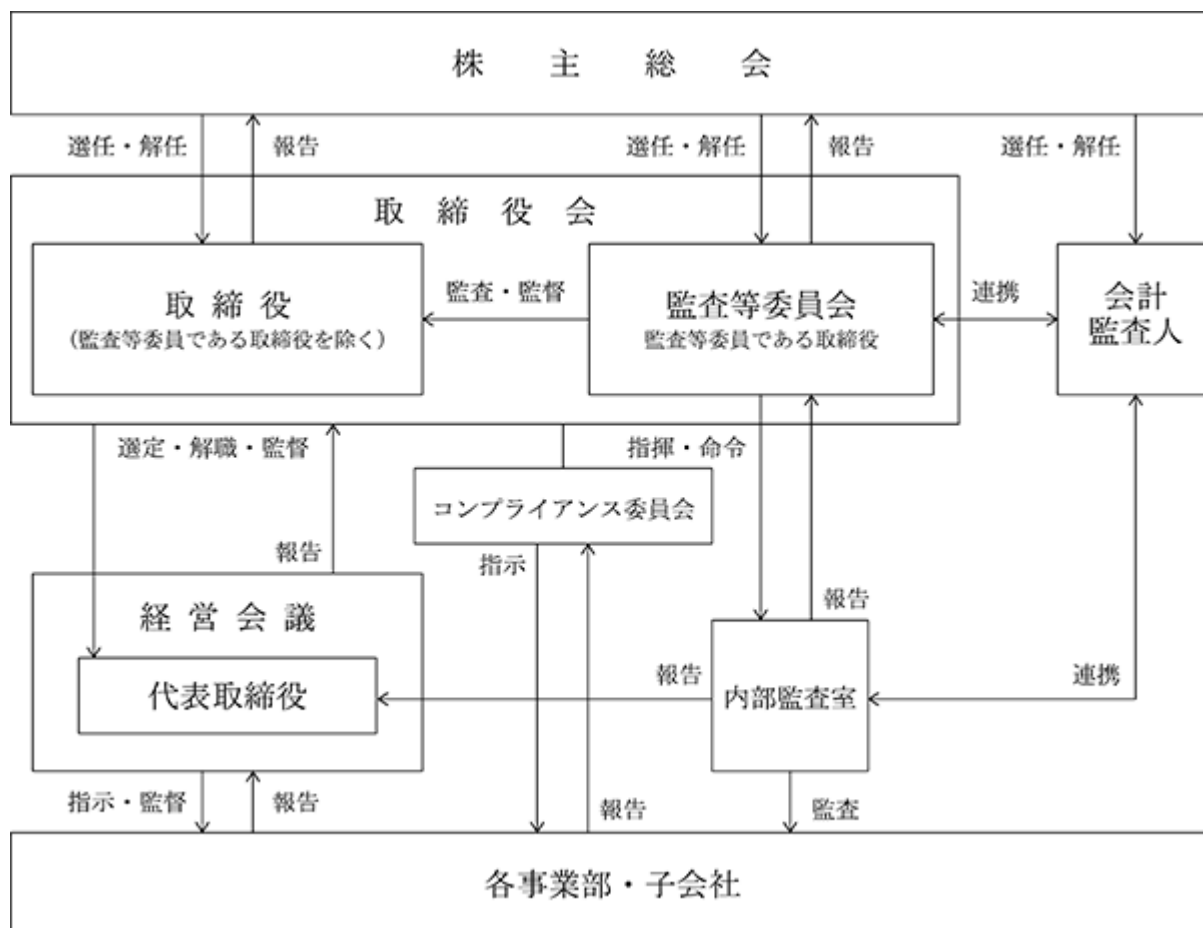 株主総会
選任・解任
報告
選任・解任
報告
選任・解任
取締役会
取締役
(監査等委員である取締役を除く)
監査・監督
監査等委員会
監査等委員である取締役
連携
会計
監査人
選定・解職・監督
指揮・命令
コンプライアンス委員会
報告
指示
経営会議
報告
代表取締役
報告
内部監査室
連携
指示・監督
報告
報告
監査
各事業部・子会社